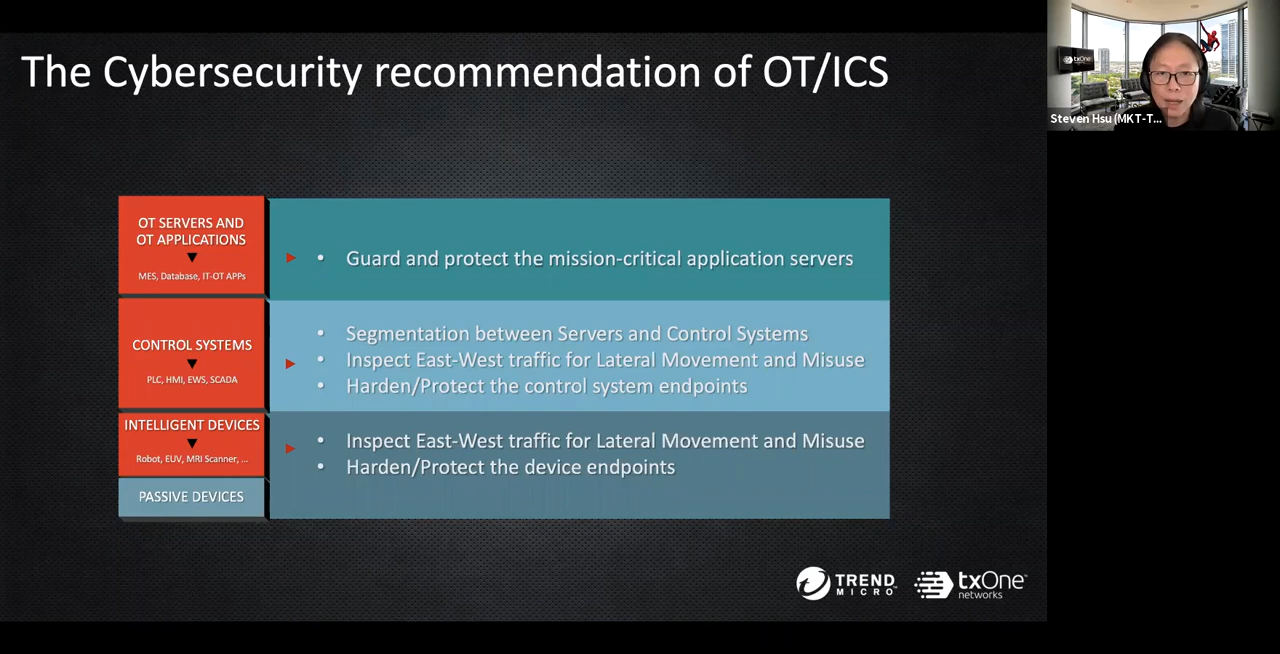 The Cybersecurity recommendation of OT/ICS
txOne
Steven Hsu (MKT-T...
OT SERVERS AND
OT APPLICATIONS
MES, Database, IT-OT APPs
• Guard and protect the mission-critical application servers
CONTROL SYSTEMS
PLC, HMI, EWS, SCADA
• Segmentation between Servers and Control Systems
• Inspect East-West traffic for Lateral Movement and Misuse
• Harden/Protect the control system endpoints
INTELLIGENT DEVICES
Robot, EUV, MRI Scanner, ...
• Inspect East-West traffic for Lateral Movement and Misuse
• Harden/Protect the device endpoints
PASSIVE DEVICES
TREND
MICRO
txOne™
networks